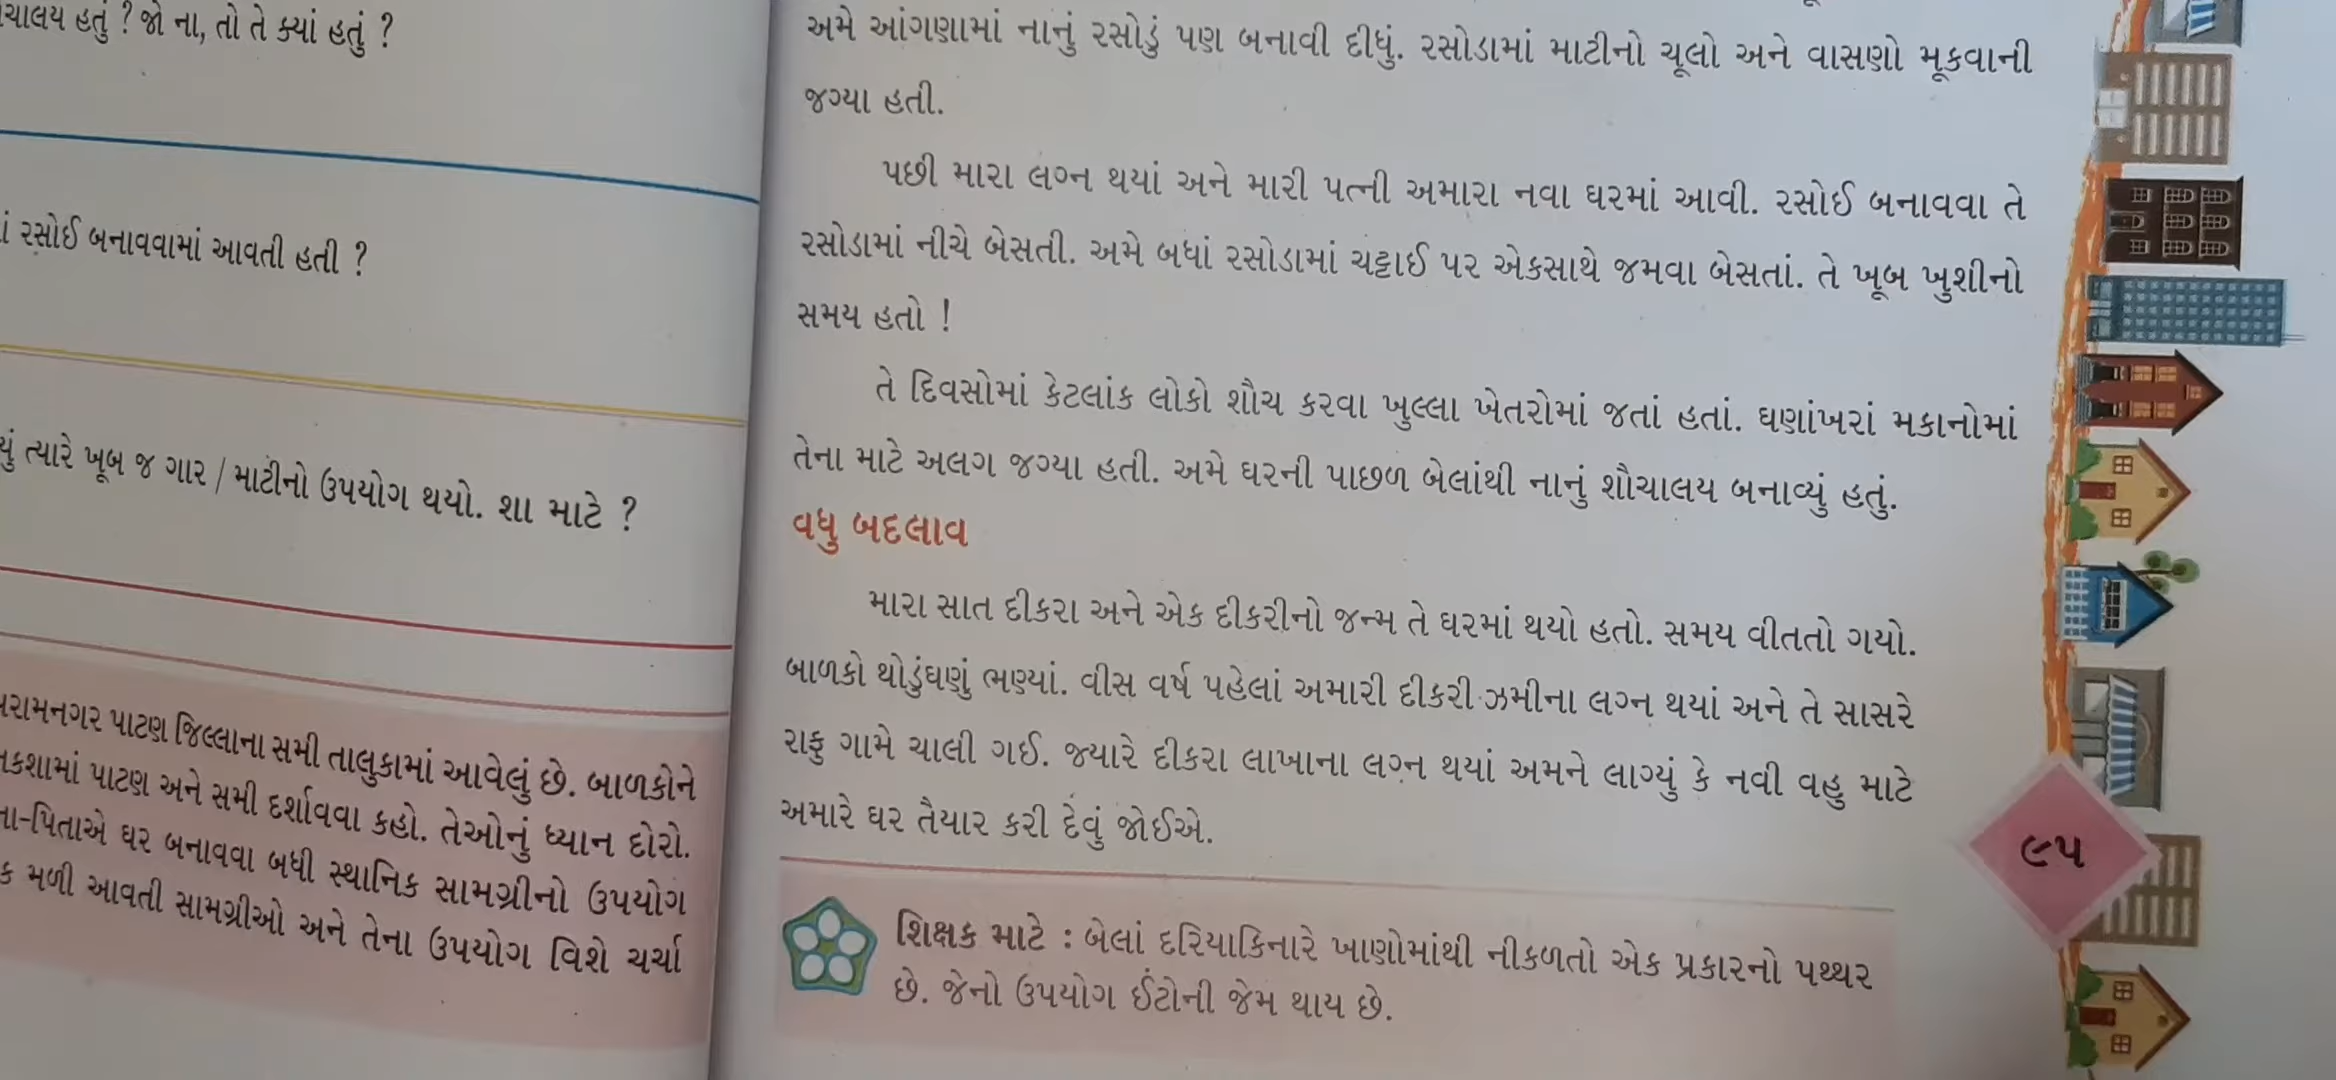 હતું ? જો ના, તો તે ક્યાં હતું ?
રસોઈ બનાવવામાં આવતી હતી ?
ત્યારે ખૂબ જ ગાર / માટીનો ઉપયોગ થયો. શા માટે ?
પાટણ જિલ્લાના સમી તાલુકામાં આવેલું છે. બાળકોને
પાટણ અને સમી દર્શાવવા કહો. તેઓનું ધ્યાન દોરો.
ઘર બનાવવા બધી સ્થાનિક સામગ્રીનો ઉપયોગ
મળી આવતી સામગ્રીઓ અને તેના ઉપયોગ વિશે ચર્ચા
અમે આંગણામાં નાનું રસોડું પણ બનાવી દીધું. રસોડામાં માટીનો ચૂલો અને વાસણો મૂકવાની
જગ્યા હતી.
પછી મારા લગ્ન થયાં અને મારી પત્ની અમારા નવા ઘરમાં આવી. રસોઈ બનાવવા તે
રસોડામાં નીચે બેસતી. અમે બધાં રસોડામાં ચટ્ટાઈ પર એકસાથે જમવા બેસતાં. તે ખૂબ ખુશીનો
સમય હતો !
તે દિવસોમાં કેટલાંક લોકો શૌચ કરવા ખુલ્લા ખેતરોમાં જતાં હતાં. ઘણાંખરાં મકાનોમાં
તેના માટે અલગ જગ્યા હતી. અમે ઘરની પાછળ બેલાંથી નાનું શૌચાલય બનાવ્યું હતું.
વધુ બદલાવ
મારા સાત દીકરા અને એક દીકરીનો જન્મ તે ઘરમાં થયો હતો. સમય વીતતો ગયો.
બાળકો થોડુંઘણું ભણ્યાં. વીસ વર્ષ પહેલાં અમારી દીકરી ઝમીના લગ્ન થયાં અને તે સાસરે
રાફુ ગામે ચાલી ગઈ. જ્યારે દીકરા લાખાના લગ્ન થયાં અમને લાગ્યું કે નવી વહુ માટે
અમારે ઘર તૈયાર કરી દેવું જોઈએ.
૯૫
શિક્ષક માટે : બેલાં દરિયાકિનારે ખાણોમાંથી નીકળતો એક પ્રકારનો પથ્થર
છે. જેનો ઉપયોગ ઈંટોની જેમ થાય છે.